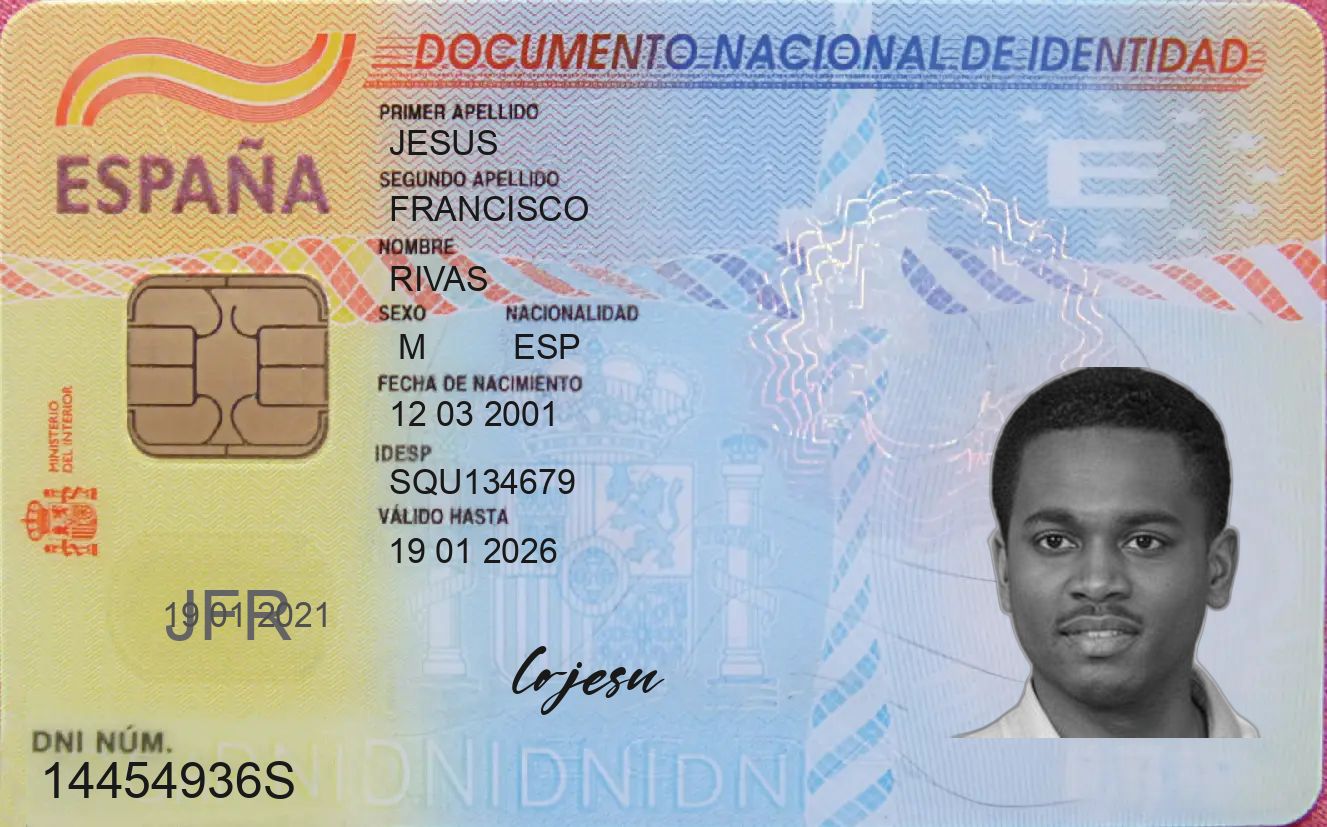 DOCUMENTO NACIONAL DE IDENTIDAD
ESPAÑA
PRIMER APELLIDO
JESUS
SEGUNDO APELLIDO
FRANCISCO
NOMBRE
RIVAS
SEXO NACIONALIDAD
M ESP
FECHA DE NACIMIENTO
12 03 2001
IDESP
SQU134679
VÁLIDO HASTA
19 01 2026
MINISTERIO
DEL INTERIOR
E
JFR
19 01 2021
Cojesu
DNI NÚM.
14454936S
DNIDNIDNIDNI